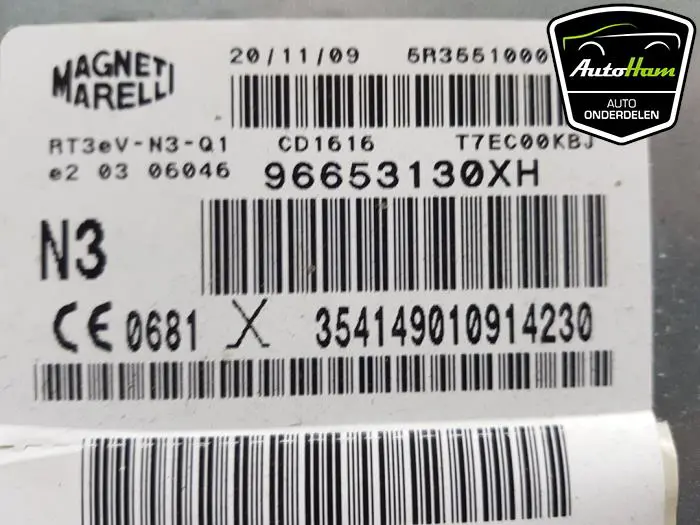 MAGNETI
MARELLI
20/11/09 5R3551000
RT3eV-N3-Q1 CD1616 T7EC00KBJ
e2 03 06046 96653130XH
N3
CE 0681 X 354149010914230
AutoHam
AUTO
ONDERDELEN